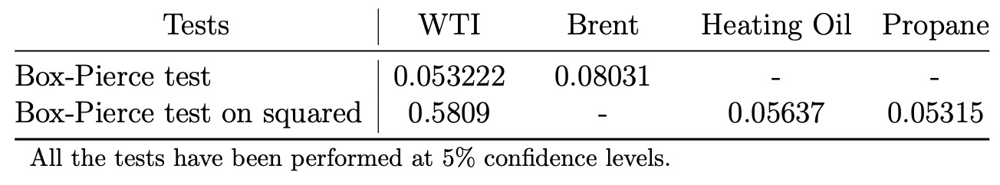 Tests WTI Brent Heating Oil Propane
Box-Pierce test 0.053222 0.08031 - -
Box-Pierce test on squared 0.5809 - 0.05637 0.05315
All the tests have been performed at 5% confidence levels.